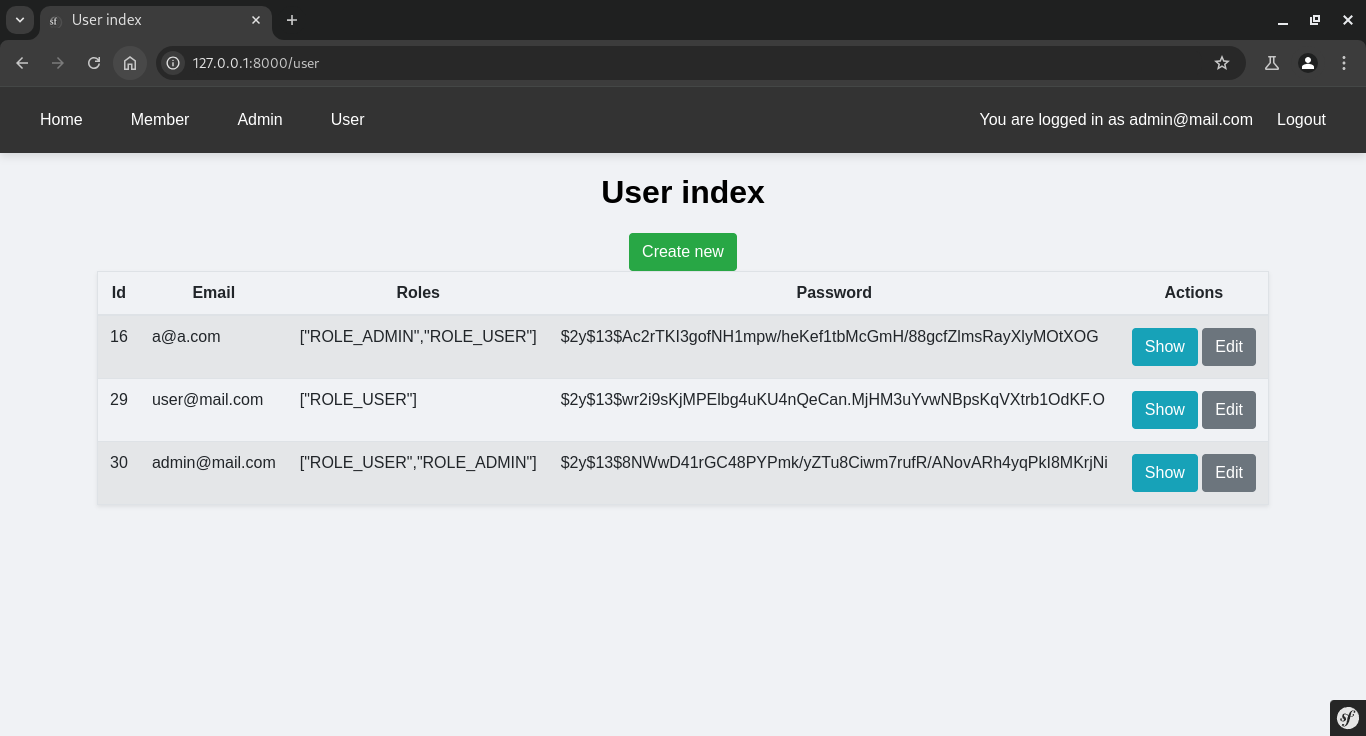 User index
127.0.0.1:8000/user
Home Member Admin User You are logged in as admin@mail.com Logout
User index
Create new
Id Email Roles Password Actions
16 a@a.com ["ROLE_ADMIN","ROLE_USER"] $2y$13$Ac2rTKI3gofNH1mpw/heKef1tbMcGmH/88gcfZlmsRayXlyMOtXOG Show Edit
29 user@mail.com ["ROLE_USER"] $2y$13$wr2i9sKjMPElbg4uKU4nQeCan.MjHM3uYvwNBpsKqVXtrb1OdKF.O Show Edit
30 admin@mail.com ["ROLE_USER","ROLE_ADMIN"] $2y$13$8NWwD41rGC48PYPmk/yZTu8Ciwm7rufR/ANovARh4yqPkI8MKrjNi Show Edit
sf